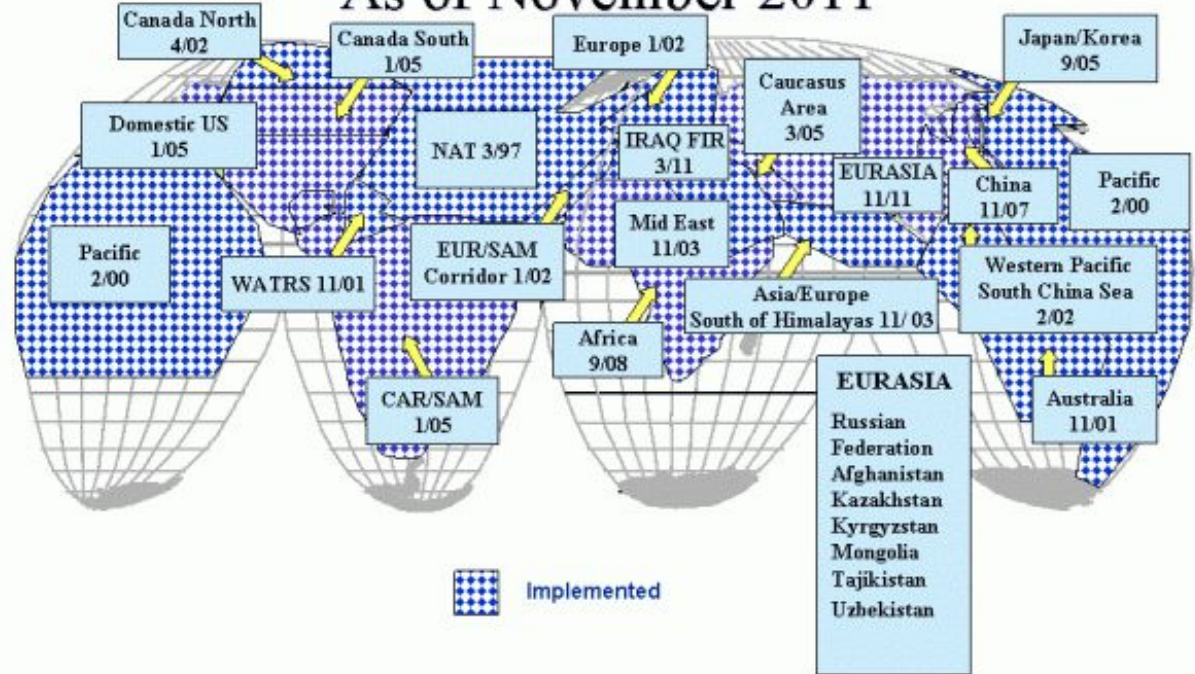 As of November 2011
Canada North
4/02
Canada South
1/05
Europe 1/02
Japan/Korea
9/05
Caucasus
Area
3/05
Domestic US
1/05
NAT 3/97
IRAQ FIR
3/11
EURASIA
11/11
China
11/07
Pacific
2/00
Pacific
2/00
WATRS 11/01
EUR/SAM
Corridor 1/02
Mid East
11/03
Asia/Europe
South of Himalayas 11/ 03
Western Pacific
South China Sea
2/02
Africa
9/08
CAR/SAM
1/05
Australia
11/01
EURASIA
Russian
Federation
Afghanistan
Kazakhstan
Kyrgyzstan
Mongolia
Tajikistan
Uzbekistan
Implemented